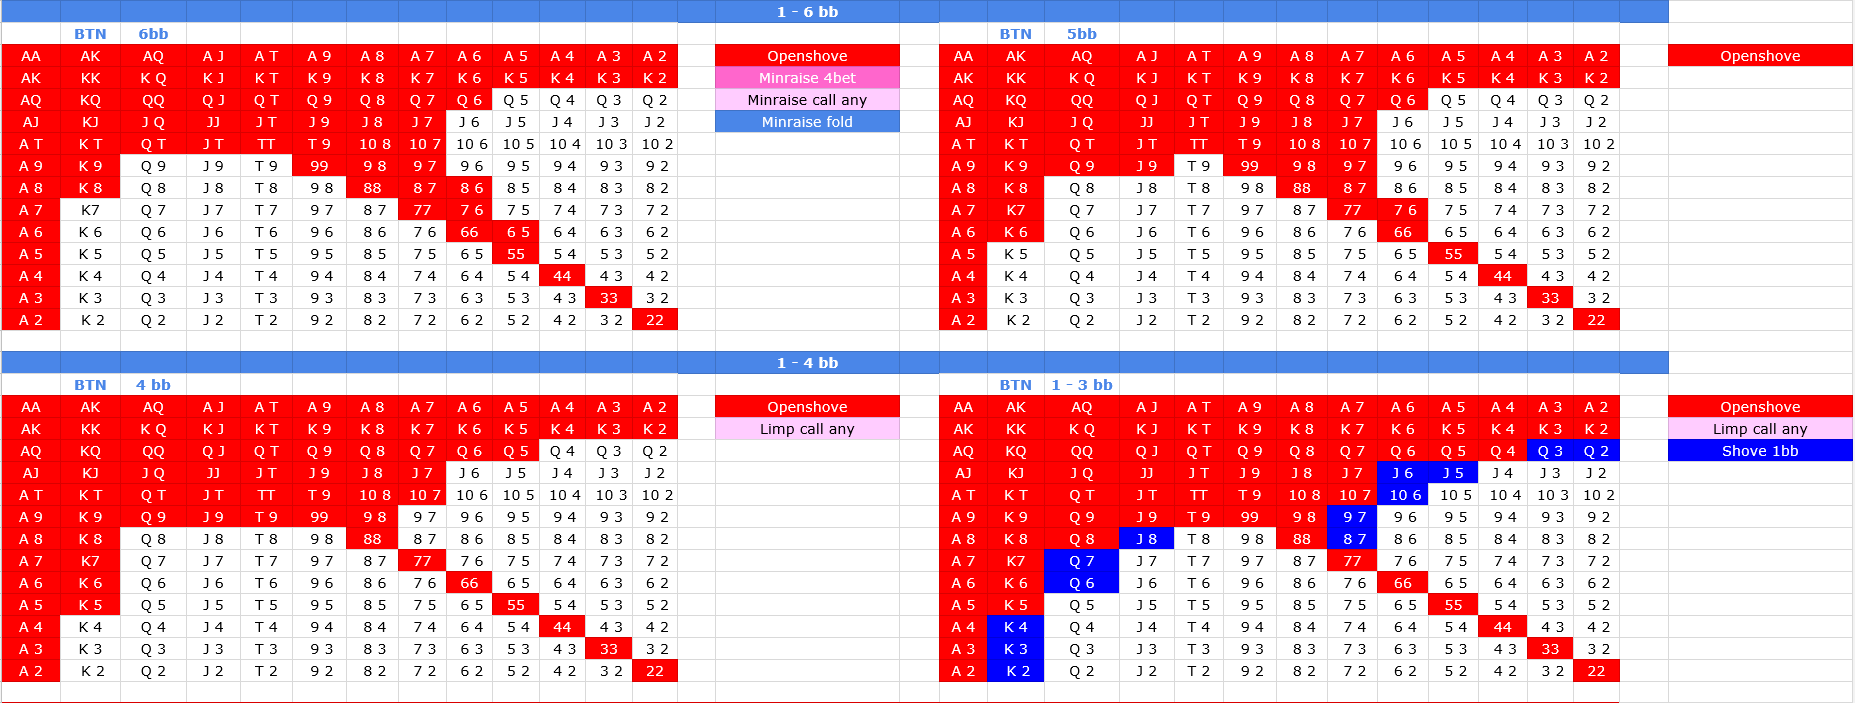 1 - 6 bb
BTN 6bb BTN 5bb
AA AK AQ A J A T A 9 A 8 A 7 A 6 A 5 A 4 A 3 A 2 Openshove AA AK AQ A J A T A 9 A 8 A 7 A 6 A 5 A 4 A 3 A 2 Openshove
AK KK K Q K J K T K 9 K 8 K 7 K 6 K 5 K 4 K 3 K 2 Minraise 4bet AK KK K Q K J K T K 9 K 8 K 7 K 6 K 5 K 4 K 3 K 2
AQ KQ QQ Q J Q T Q 9 Q 8 Q 7 Q 6 Q 5 Q 4 Q 3 Q 2 Minraise call any AQ KQ QQ Q J Q T Q 9 Q 8 Q 7 Q 6 Q 5 Q 4 Q 3 Q 2
AJ KJ J Q JJ J T J 9 J 8 J 7 J 6 J 5 J 4 J 3 J 2 Minraise fold AJ KJ J Q JJ J T J 9 J 8 J 7 J 6 J 5 J 4 J 3 J 2
A T K T Q T J T TT T 9 10 8 10 7 10 6 10 5 10 4 10 3 10 2 A T K T Q T J T TT T 9 10 8 10 7 10 6 10 5 10 4 10 3 10 2
A 9 K 9 Q 9 J 9 T 9 99 9 8 9 7 9 6 9 5 9 4 9 3 9 2 A 9 K 9 Q 9 J 9 T 9 99 9 8 9 7 9 6 9 5 9 4 9 3 9 2
A 8 K 8 Q 8 J 8 T 8 9 8 88 8 7 8 6 8 5 8 4 8 3 8 2 A 8 K 8 Q 8 J 8 T 8 9 8 88 8 7 8 6 8 5 8 4 8 3 8 2
A 7 K7 Q 7 J 7 T 7 9 7 8 7 77 7 6 7 5 7 4 7 3 7 2 A 7 K7 Q 7 J 7 T 7 9 7 8 7 77 7 6 7 5 7 4 7 3 7 2
A 6 K 6 Q 6 J 6 T 6 9 6 8 6 7 6 66 6 5 6 4 6 3 6 2 A 6 K 6 Q 6 J 6 T 6 9 6 8 6 7 6 66 6 5 6 4 6 3 6 2
A 5 K 5 Q 5 J 5 T 5 9 5 8 5 7 5 6 5 55 5 4 5 3 5 2 A 5 K 5 Q 5 J 5 T 5 9 5 8 5 7 5 6 5 55 5 4 5 3 5 2
A 4 K 4 Q 4 J 4 T 4 9 4 8 4 7 4 6 4 5 4 44 4 3 4 2 A 4 K 4 Q 4 J 4 T 4 9 4 8 4 7 4 6 4 5 4 44 4 3 4 2
A 3 K 3 Q 3 J 3 T 3 9 3 8 3 7 3 6 3 5 3 4 3 33 3 2 A 3 K 3 Q 3 J 3 T 3 9 3 8 3 7 3 6 3 5 3 4 3 33 3 2
A 2 K 2 Q 2 J 2 T 2 9 2 8 2 7 2 6 2 5 2 4 2 3 2 22 A 2 K 2 Q 2 J 2 T 2 9 2 8 2 7 2 6 2 5 2 4 2 3 2 22
1 - 4 bb
BTN 4 bb BTN 1 - 3 bb
AA AK AQ A J A T A 9 A 8 A 7 A 6 A 5 A 4 A 3 A 2 Openshove AA AK AQ A J A T A 9 A 8 A 7 A 6 A 5 A 4 A 3 A 2 Openshove
AK KK K Q K J K T K 9 K 8 K 7 K 6 K 5 K 4 K 3 K 2 Limp call any AK KK K Q K J K T K 9 K 8 K 7 K 6 K 5 K 4 K 3 K 2 Limp call any
AQ KQ QQ Q J Q T Q 9 Q 8 Q 7 Q 6 Q 5 Q 4 Q 3 Q 2 AQ KQ QQ Q J Q T Q 9 Q 8 Q 7 Q 6 Q 5 Q 4 Q 3 Q 2 Shove 1bb
AJ KJ J Q JJ J T J 9 J 8 J 7 J 6 J 5 J 4 J 3 J 2 AJ KJ J Q JJ J T J 9 J 8 J 7 J 6 J 5 J 4 J 3 J 2
A T K T Q T J T TT T 9 10 8 10 7 10 6 10 5 10 4 10 3 10 2 A T K T Q T J T TT T 9 10 8 10 7 10 6 10 5 10 4 10 3 10 2
A 9 K 9 Q 9 J 9 T 9 99 9 8 9 7 9 6 9 5 9 4 9 3 9 2 A 9 K 9 Q 9 J 9 T 9 99 9 8 9 7 9 6 9 5 9 4 9 3 9 2
A 8 K 8 Q 8 J 8 T 8 9 8 88 8 7 8 6 8 5 8 4 8 3 8 2 A 8 K 8 Q 8 J 8 T 8 9 8 88 8 7 8 6 8 5 8 4 8 3 8 2
A 7 K7 Q 7 J 7 T 7 9 7 8 7 77 7 6 7 5 7 4 7 3 7 2 A 7 K7 Q 7 J 7 T 7 9 7 8 7 77 7 6 7 5 7 4 7 3 7 2
A 6 K 6 Q 6 J 6 T 6 9 6 8 6 7 6 66 6 5 6 4 6 3 6 2 A 6 K 6 Q 6 J 6 T 6 9 6 8 6 7 6 66 6 5 6 4 6 3 6 2
A 5 K 5 Q 5 J 5 T 5 9 5 8 5 7 5 6 5 55 5 4 5 3 5 2 A 5 K 5 Q 5 J 5 T 5 9 5 8 5 7 5 6 5 55 5 4 5 3 5 2
A 4 K 4 Q 4 J 4 T 4 9 4 8 4 7 4 6 4 5 4 44 4 3 4 2 A 4 K 4 Q 4 J 4 T 4 9 4 8 4 7 4 6 4 5 4 44 4 3 4 2
A 3 K 3 Q 3 J 3 T 3 9 3 8 3 7 3 6 3 5 3 4 3 33 3 2 A 3 K 3 Q 3 J 3 T 3 9 3 8 3 7 3 6 3 5 3 4 3 33 3 2
A 2 K 2 Q 2 J 2 T 2 9 2 8 2 7 2 6 2 5 2 4 2 3 2 22 A 2 K 2 Q 2 J 2 T 2 9 2 8 2 7 2 6 2 5 2 4 2 3 2 22